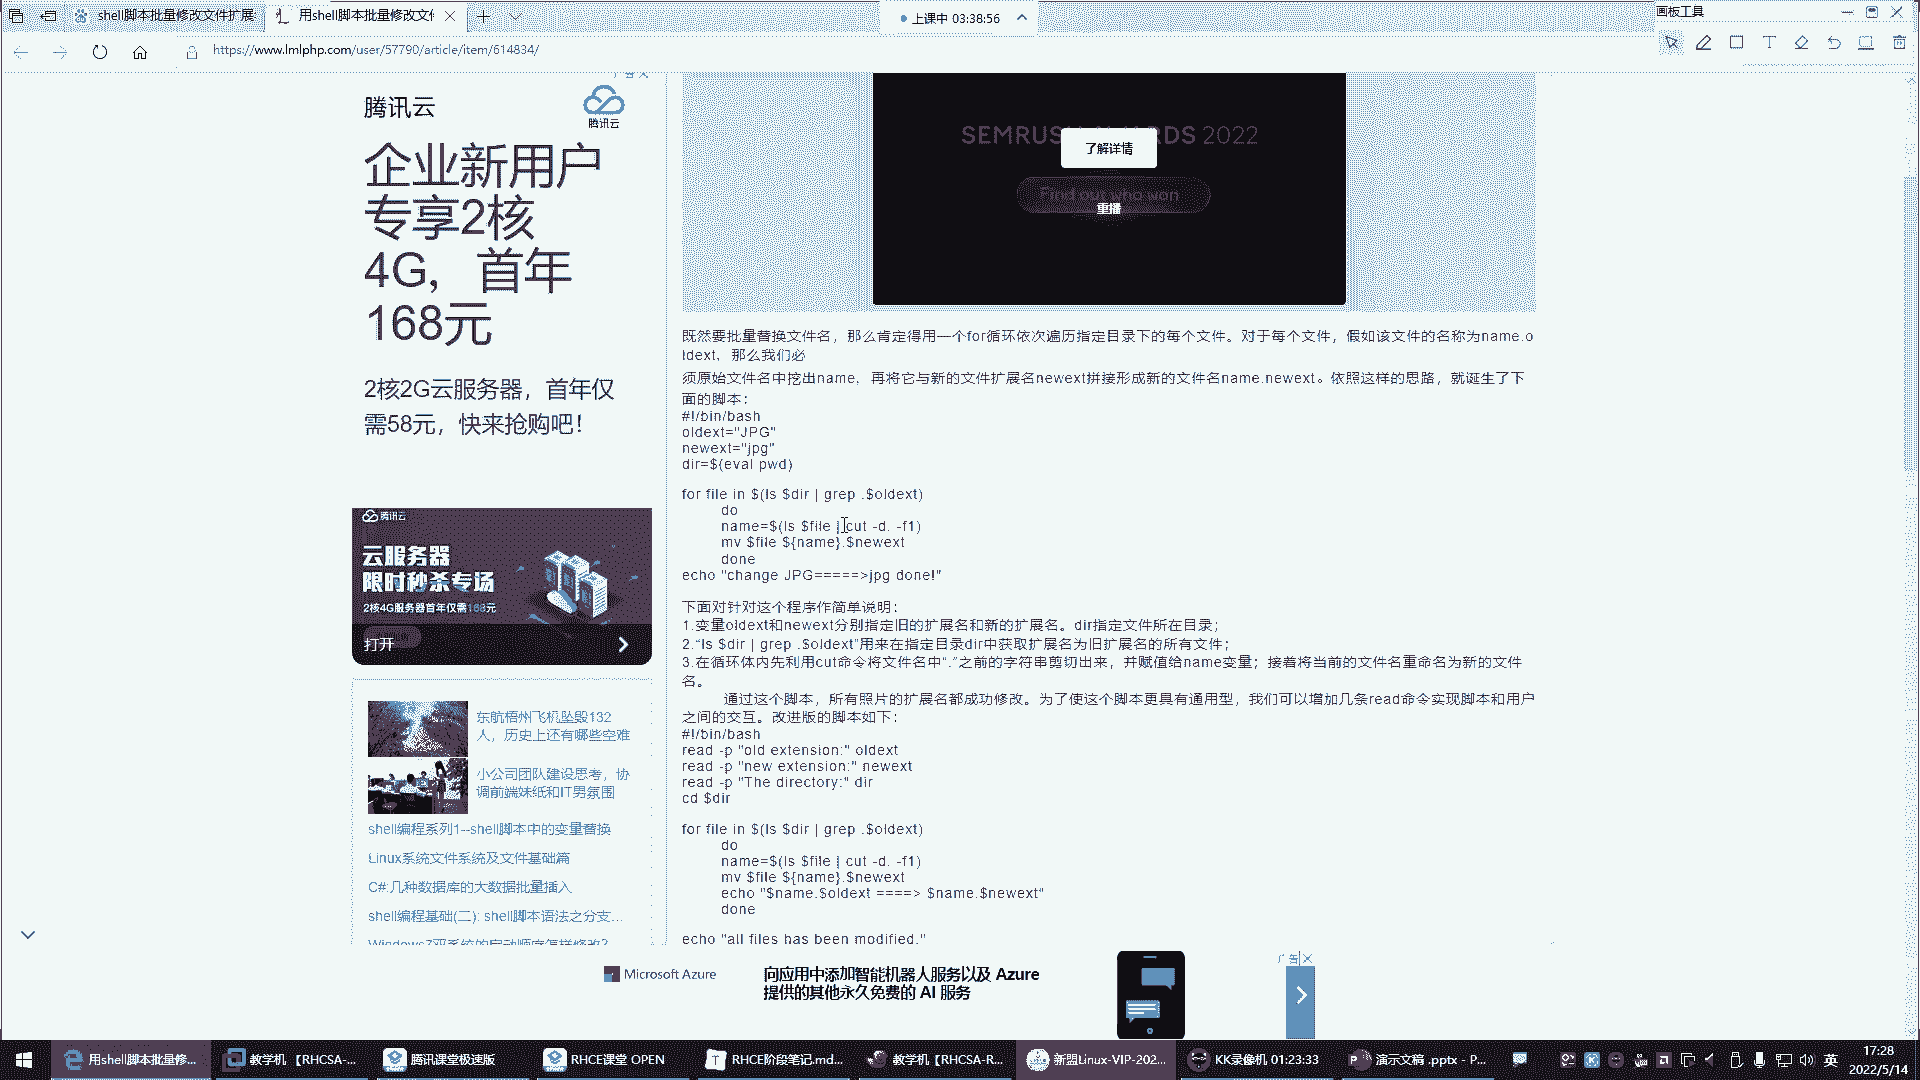 shell脚本批量修改文件扩展
用shell脚本批量修改文件
上课中 03:38:56
画板工具
https://www.lmlphp.com/user/57790/article/item/614834/
腾讯云
腾讯云
企业新用户
专享2核
4G，首年
168元
2核2G云服务器，首年仅
需58元，快来抢购吧！
腾讯云
云服务器
限时秒杀专场
2核4G服务器首年仅需168元
打开
东航梧州飞机坠毁132
人，历史上还有哪些空难
小公司团队建设思考，协
调前端妹纸和IT男氛围
shell编程系列1--shell脚本中的变量替换
Linux系统文件系统及文件基础篇
C#:几种数据库的大数据批量插入
shell编程基础(二): shell脚本语法之分支...
Windows7双系统的启动顺序怎样修改?
SEMRUSH AWARDS 2022
了解详情
Find out who won
重播
既然要批量替换文件名，那么肯定得用一个for循环依次遍历指定目录下的每个文件。对于每个文件，假如该文件的名称为name.o
ldext，那么我们必
须原始文件名中挖出name，再将它与新的文件扩展名newext拼接形成新的文件名name.newext。依照这样的思路，就诞生了下
面的脚本：
#!/bin/bash
oldext="JPG"
newext="jpg"
dir=$(eval pwd)
for file in $(ls $dir | grep .$oldext)
do
name=$(ls $file | cut -d. -f1)
mv $file ${name}.$newext
done
echo "change JPG=====>jpg done!"
下面对针对这个程序作简单说明：
1.变量oldext和newext分别指定旧的扩展名和新的扩展名。dir指定文件所在目录；
2.“ls $dir | grep .$oldext”用来在指定目录dir中获取扩展名为旧扩展名的所有文件；
3.在循环体内先利用cut命令将文件名中“.”之前的字符串剪切出来，并赋值给name变量；接着将当前的文件名重命名为新的文件
名。
通过这个脚本，所有照片的扩展名都成功修改。为了使这个脚本更具有通用型，我们可以增加几条read命令实现脚本和用户
之间的交互。改进版的脚本如下：
#!/bin/bash
read -p "old extension:" oldext
read -p "new extension:" newext
read -p "The directory:" dir
cd $dir
for file in $(ls $dir | grep .$oldext)
do
name=$(ls $file | cut -d. -f1)
mv $file ${name}.$newext
echo "$name.$oldext ====> $name.$newext"
done
echo "all files has been modified."
Microsoft Azure
向应用中添加智能机器人服务以及 Azure
提供的其他永久免费的 AI 服务
广告
用shell脚本批量修...
教学机 【RHCSA-...
腾讯课堂极速版
RHCE课堂 OPEN
RHCE阶段笔记.md...
教学机【RHCSA-R...
新盟Linux-VIP-202...
KK录像机 01:23:33
演示文稿 .pptx - P...
英
17:28
2022/5/14